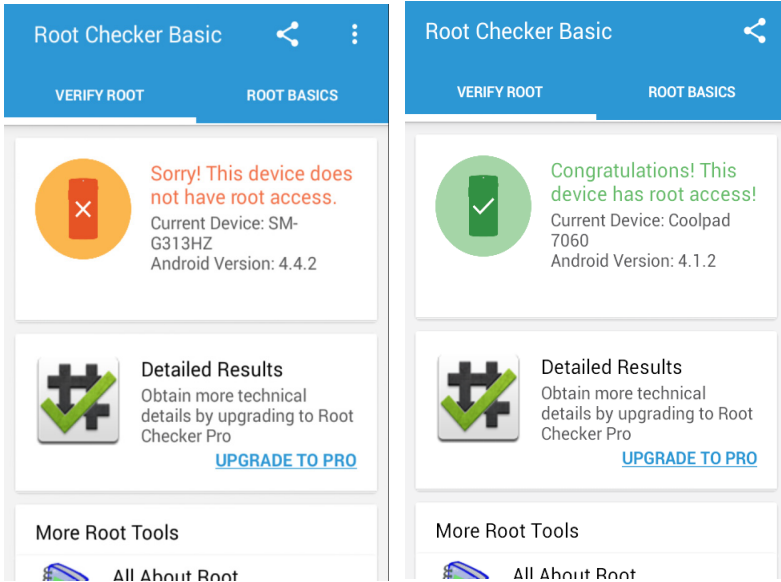 Root Checker Basic
VERIFY ROOT
ROOT BASICS
Sorry! This device does
not have root access.
Current Device: SM-
G313HZ
Android Version: 4.4.2
Detailed Results
Obtain more technical
details by upgrading to Root
Checker Pro
UPGRADE TO PRO
More Root Tools
All About Root
Root Checker Basic
VERIFY ROOT
ROOT BASICS
Congratulations! This
device has root access!
Current Device: Coolpad
7060
Android Version: 4.1.2
Detailed Results
Obtain more technical
details by upgrading to Root
Checker Pro
UPGRADE TO PRO
More Root Tools
All About Root